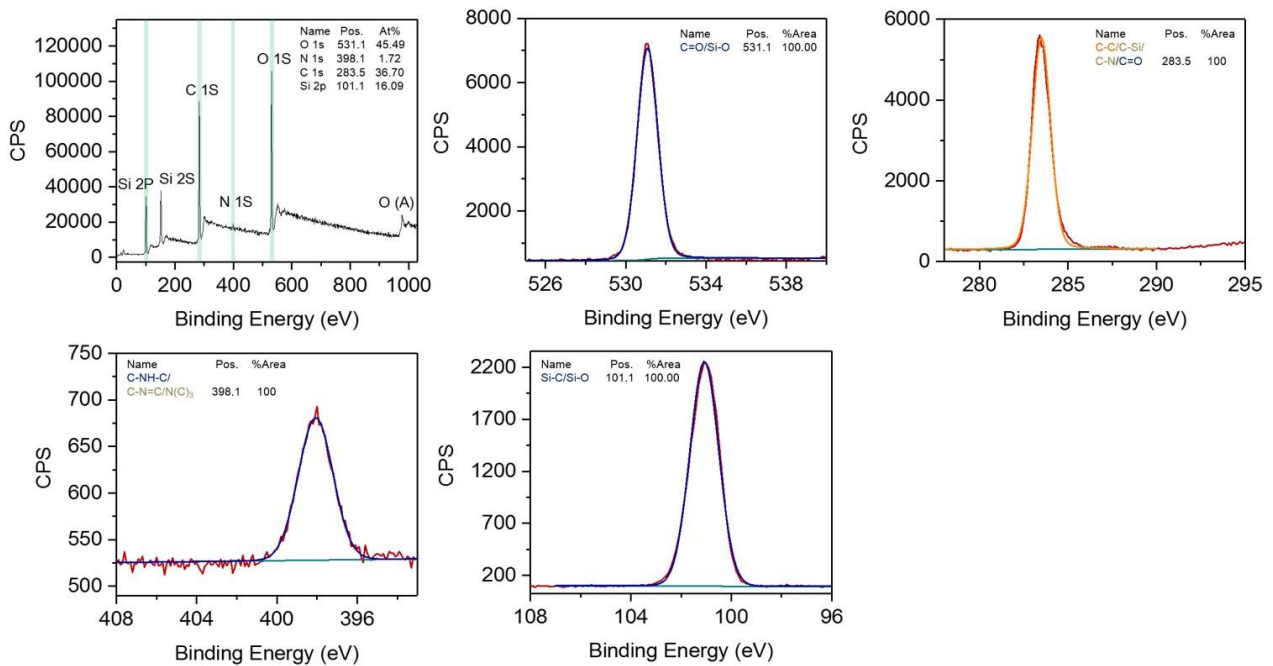 Name Pos. At%
O 1s 531.1 45.49
N 1s 398.1 1.72
C 1s 283.5 36.70
Si 2p 101.1 16.09
O 1S
C 1S
Si 2P
Si 2S
N 1S
O (A)
120000
100000
80000
60000
40000
20000
0
CPS
0 200 400 600 800 1000
Binding Energy (eV)
Name Pos. %Area
C=O/Si-O 531.1 100.00
8000
6000
4000
2000
CPS
526 530 534 538
Binding Energy (eV)
Name Pos. %Area
C-C/C-Si/
C-N/C=O 283.5 100
6000
4000
2000
0
CPS
280 285 290 295
Binding Energy (eV)
Name Pos. %Area
C-NH-C/
C-N=C/N(C)₃ 398.1 100
750
700
650
600
550
500
CPS
408 404 400 396
Binding Energy (eV)
Name Pos. %Area
Si-C/Si-O 101.1 100.00
2200
1700
1200
700
200
CPS
108 104 100 96
Binding Energy (eV)